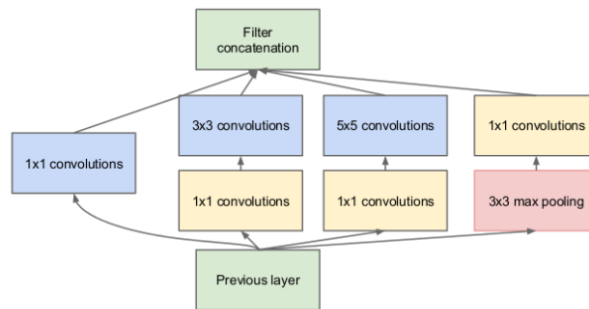 Filter
concatenation
3x3 convolutions
5x5 convolutions
1x1 convolutions
1x1 convolutions
1x1 convolutions
1x1 convolutions
3x3 max pooling
Previous layer